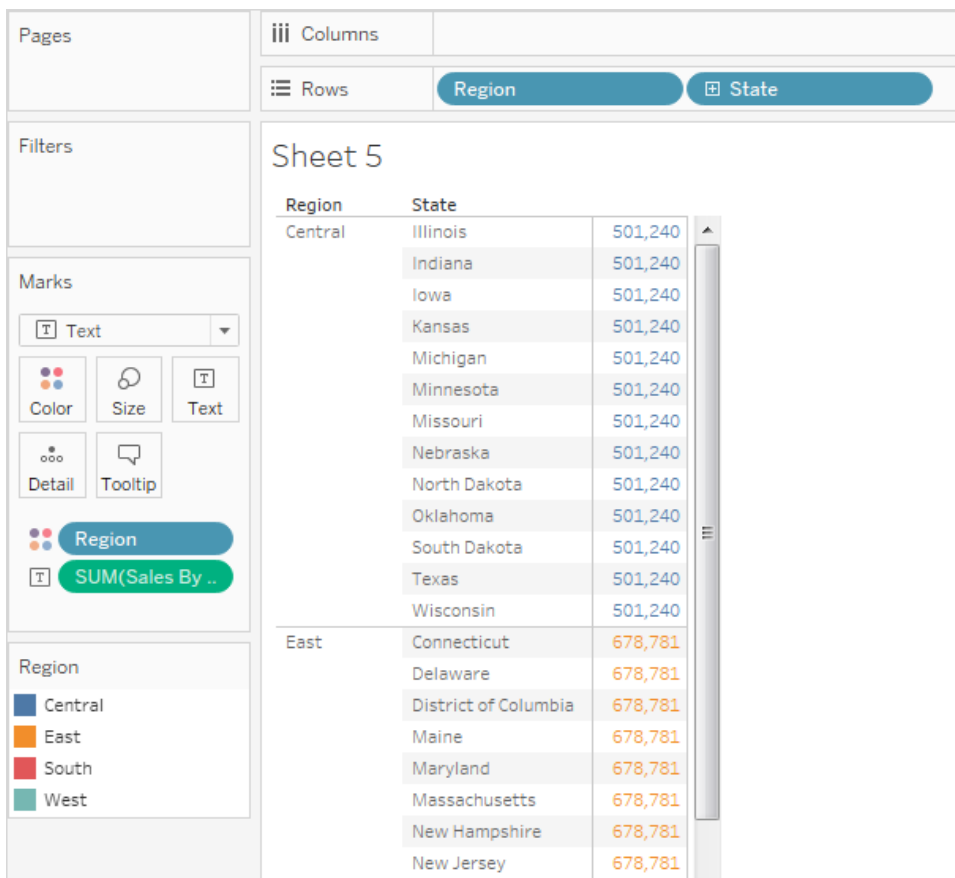 Pages
Columns
Rows
Region
State
Filters
Sheet 5
Region State
Central Illinois 501,240
Indiana 501,240
Iowa 501,240
Kansas 501,240
Michigan 501,240
Minnesota 501,240
Missouri 501,240
Nebraska 501,240
North Dakota 501,240
Oklahoma 501,240
South Dakota 501,240
Texas 501,240
Wisconsin 501,240
East Connecticut 678,781
Delaware 678,781
District of Columbia 678,781
Maine 678,781
Maryland 678,781
Massachusetts 678,781
New Hampshire 678,781
New Jersey 678,781
Marks
T Text
Color
Size
T
Text
Detail
Tooltip
Region
T SUM(Sales By ..
Region
Central
East
South
West